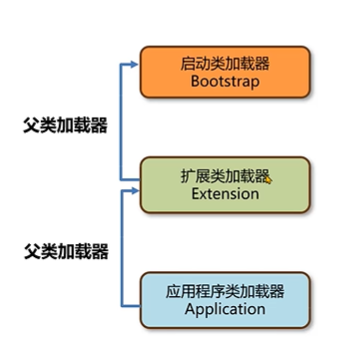 启动类加载器
Bootstrap
父类加载器
扩展类加载器
Extension
父类加载器
应用程序类加载器
Application